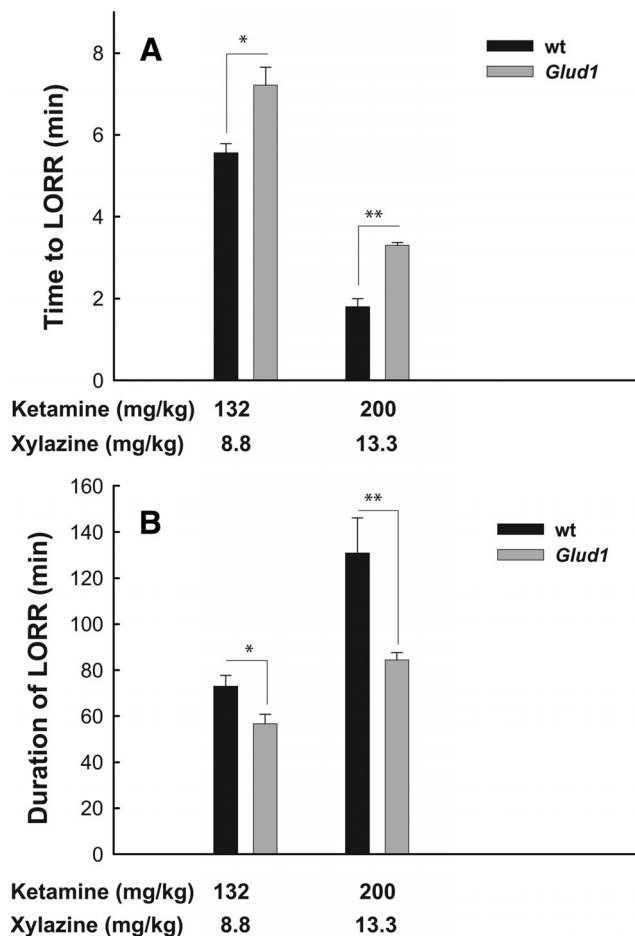 A
wt
Glud1
Time to LORR (min)
8
6
4
2
0
*
**
Ketamine (mg/kg) 132 200
Xylazine (mg/kg) 8.8 13.3
B
wt
Glud1
Duration of LORR (min)
160
140
120
100
80
60
40
20
0
*
**
Ketamine (mg/kg) 132 200
Xylazine (mg/kg) 8.8 13.3